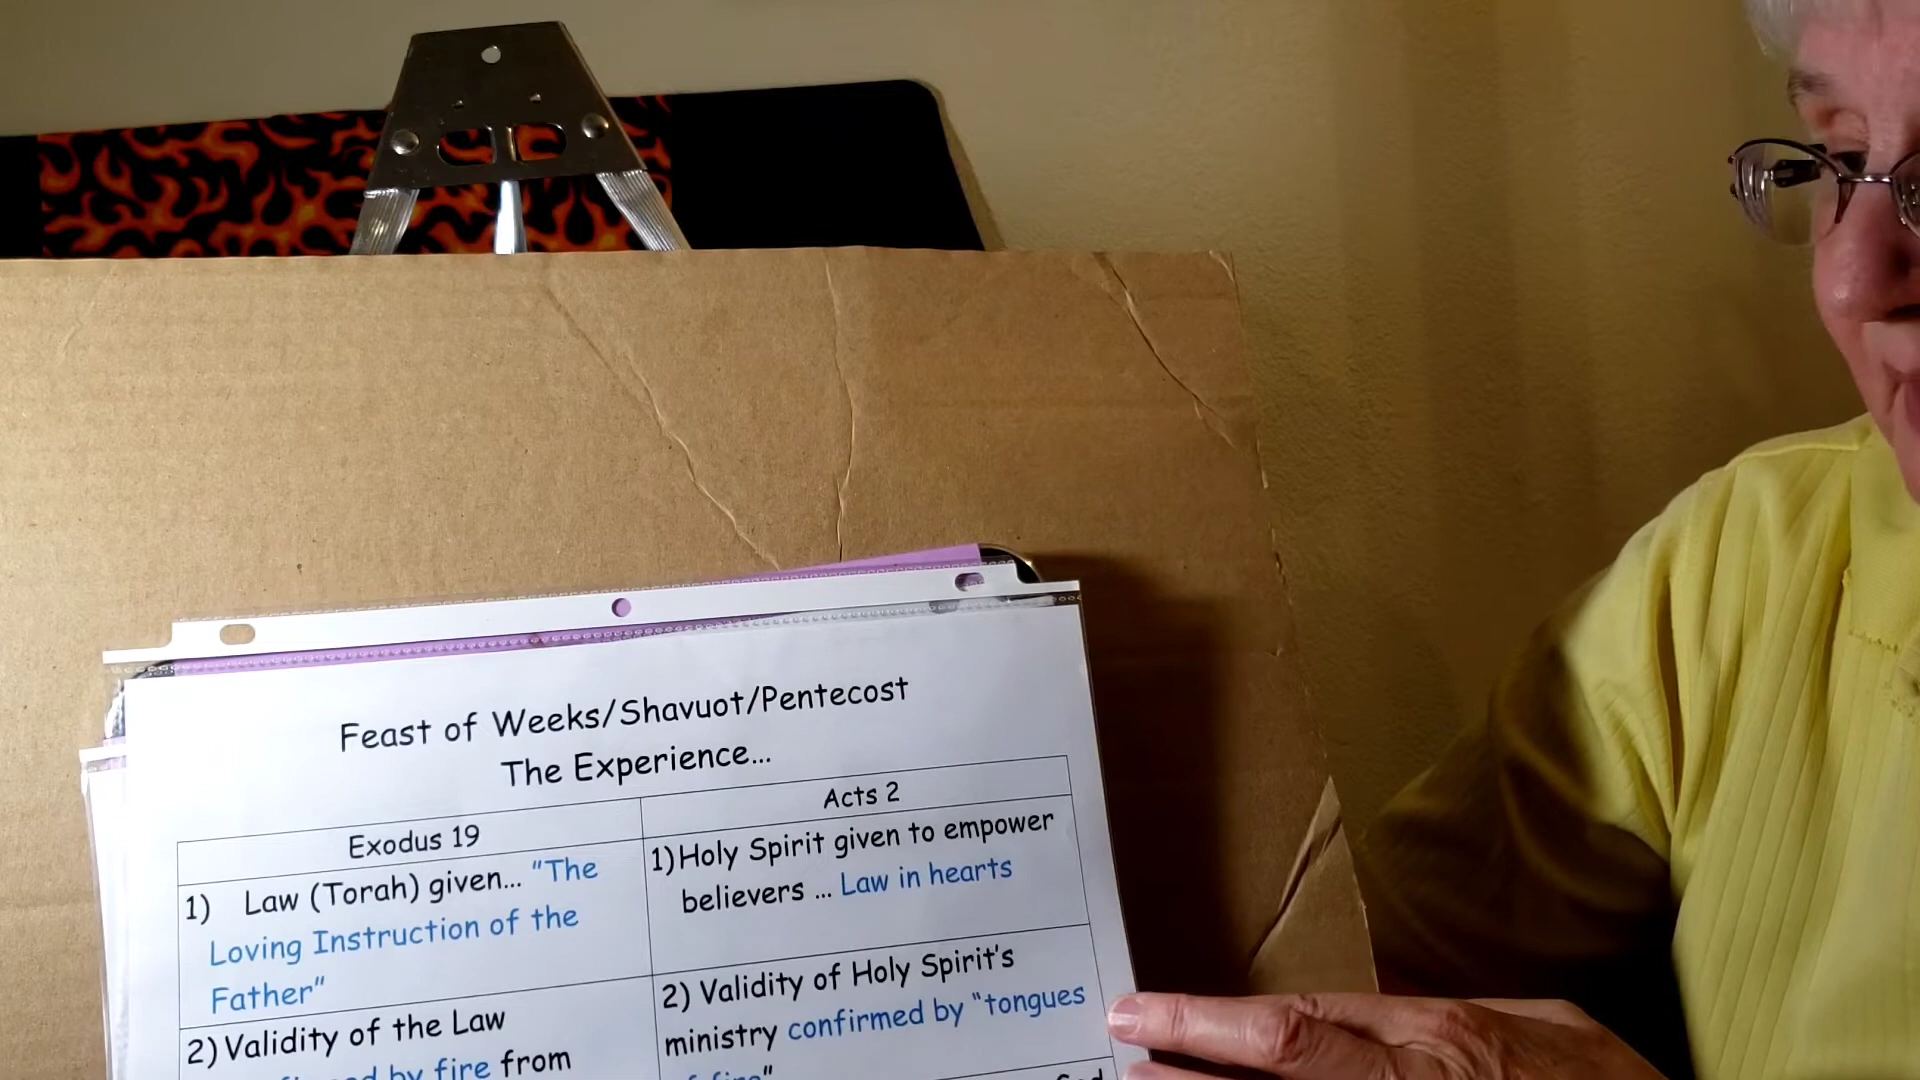 Feast of Weeks/Shavuot/Pentecost
The Experience...
Exodus 19
1) Law (Torah) given... "The
Loving Instruction of the
Father"
2) Validity of the Law
by fire from
Acts 2
1) Holy Spirit given to empower
believers ... Law in hearts
2) Validity of Holy Spirit's
ministry confirmed by "tongues